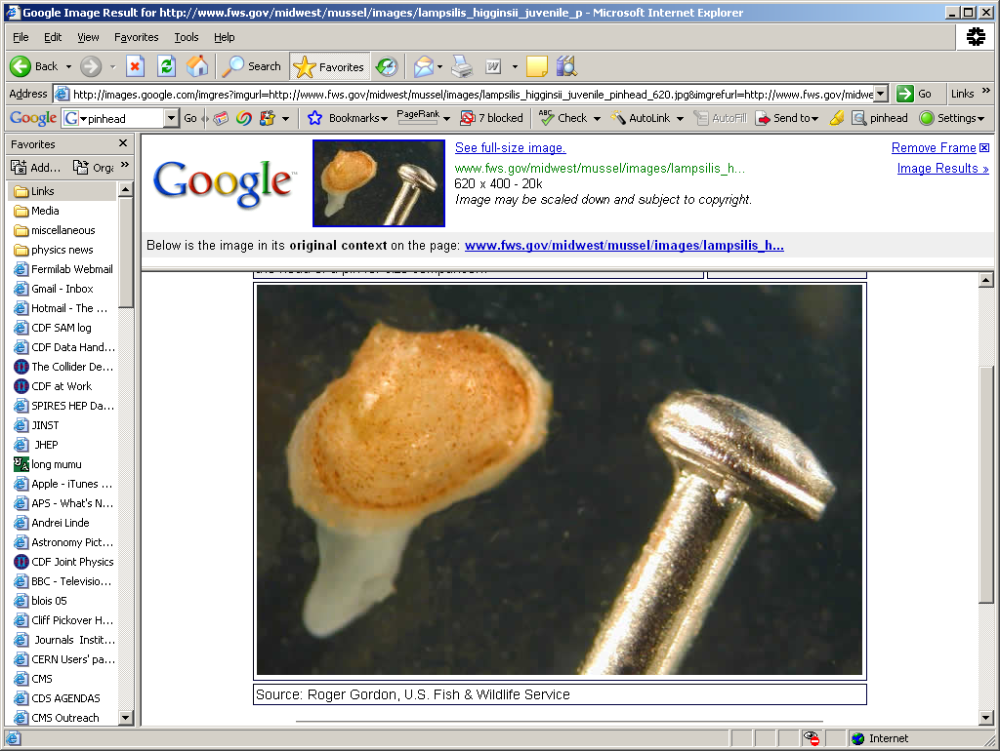 Google Image Result for http://www.fws.gov/midwest/mussel/images/lampsilis_higginsii_juvenile_p - Microsoft Internet Explorer
File Edit View Favorites Tools Help
Back Search Favorites
Address http://images.google.com/imgres?imgurl=http://www.fws.gov/midwest/mussel/images/lampsilis_higginsii_juvenile_pinhead_620.jpg&imgrefurl=http://www.fws.gov/midwe Go Links »
Google G pinhead Go Bookmarks PageRank 7 blocked ABC Check AutoLink AutoFill Send to pinhead Settings
Favorites
Add... Orga »
Links
Media
miscellaneous
physics news
Fermilab Webmail
Gmail - Inbox
Hotmail - The ...
CDF SAM log
CDF Data Hand...
The Collider De...
CDF at Work
SPIRES HEP Da...
JINST
JHEP
long mumu
Apple - iTunes ...
APS - What's N...
Andrei Linde
Astronomy Pict...
CDF Joint Physics
BBC - Televisio...
blois 05
Cliff Pickover H...
Journals Instit...
CERN Users' pa...
CMS
CDS AGENDAS
CMS Outreach
Google™
See full-size image.
www.fws.gov/midwest/mussel/images/lampsilis_h...
620 x 400 - 20k
Image may be scaled down and subject to copyright.
Remove Frame
Image Results »
Below is the image in its original context on the page: www.fws.gov/midwest/mussel/images/lampsilis_h...
Source: Roger Gordon, U.S. Fish & Wildlife Service
Internet